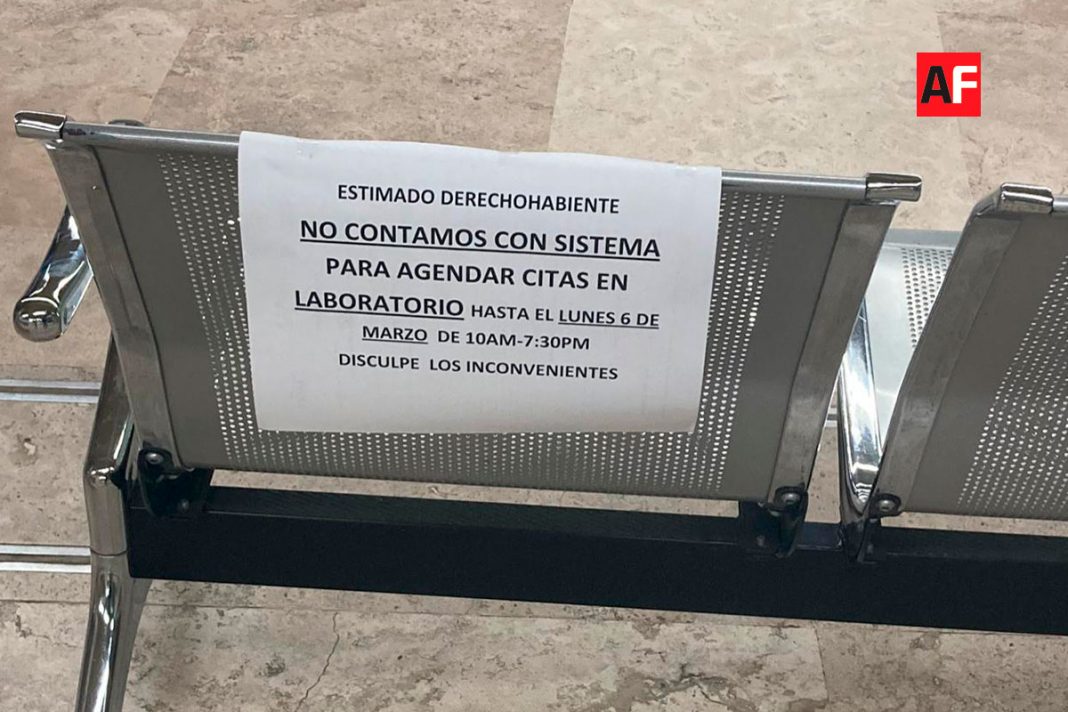 AF
ESTIMADO DERECHOHABIENTE
NO CONTAMOS CON SISTEMA
PARA AGENDAR CITAS EN
LABORATORIO HASTA EL LUNES 6 DE
MARZO DE 10AM-7:30PM
DISCULPE LOS INCONVENIENTES